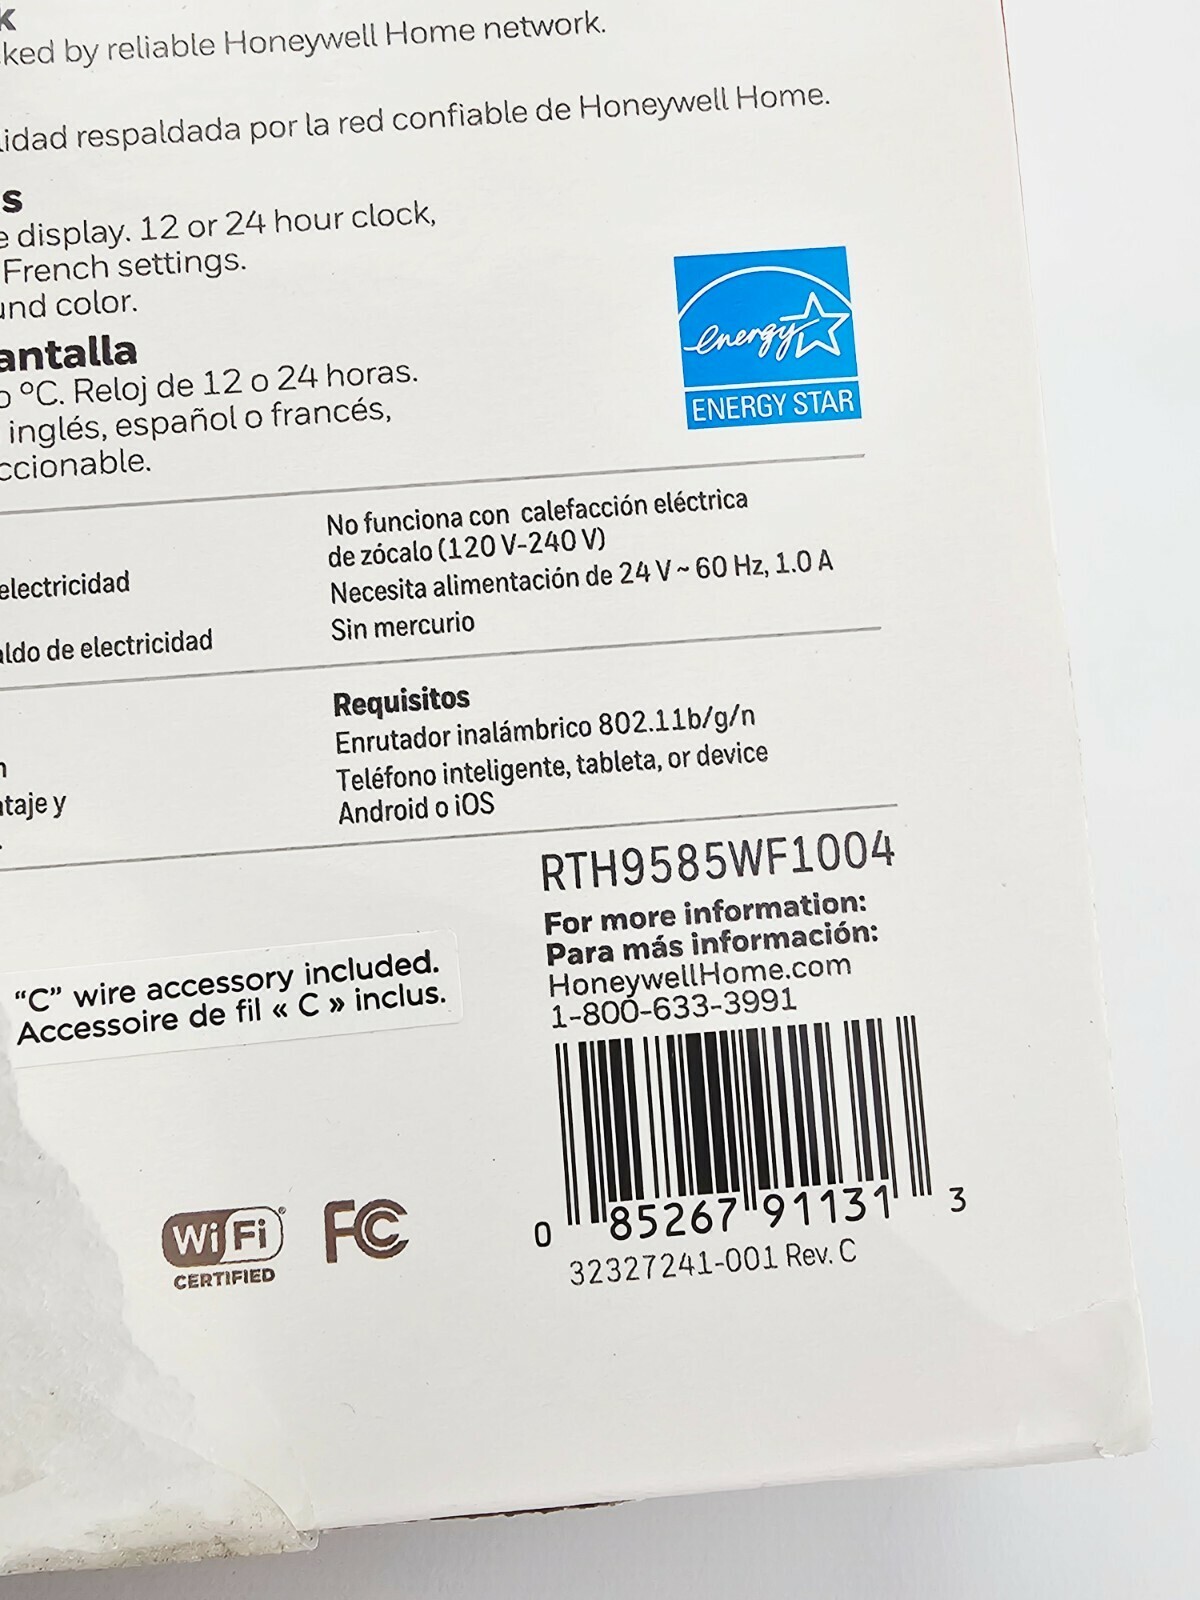 k
cked by reliable Honeywell Home network.
lidad respaldada por la red confiable de Honeywell Home.
s
e display. 12 or 24 hour clock,
French settings.
und color.
antalla
o °C. Reloj de 12 o 24 horas.
inglés, español o francés,
ccionable.
energy
ENERGY STAR
electricidad
aldo de electricidad
No funciona con calefacción eléctrica
de zócalo (120 V-240 V)
Necesita alimentación de 24 V ~ 60 Hz, 1.0 A
Sin mercurio
n
ntaje y
Requisitos
Enrutador inalámbrico 802.11b/g/n
Teléfono inteligente, tableta, or device
Android o iOS
RTH9585WF1004
For more information:
Para más información:
HoneywellHome.com
1-800-633-3991
"C" wire accessory included.
Accessoire de fil « C » inclus.
0 85267 91131 3
32327241-001 Rev. C
WiFi®
CERTIFIED
FC